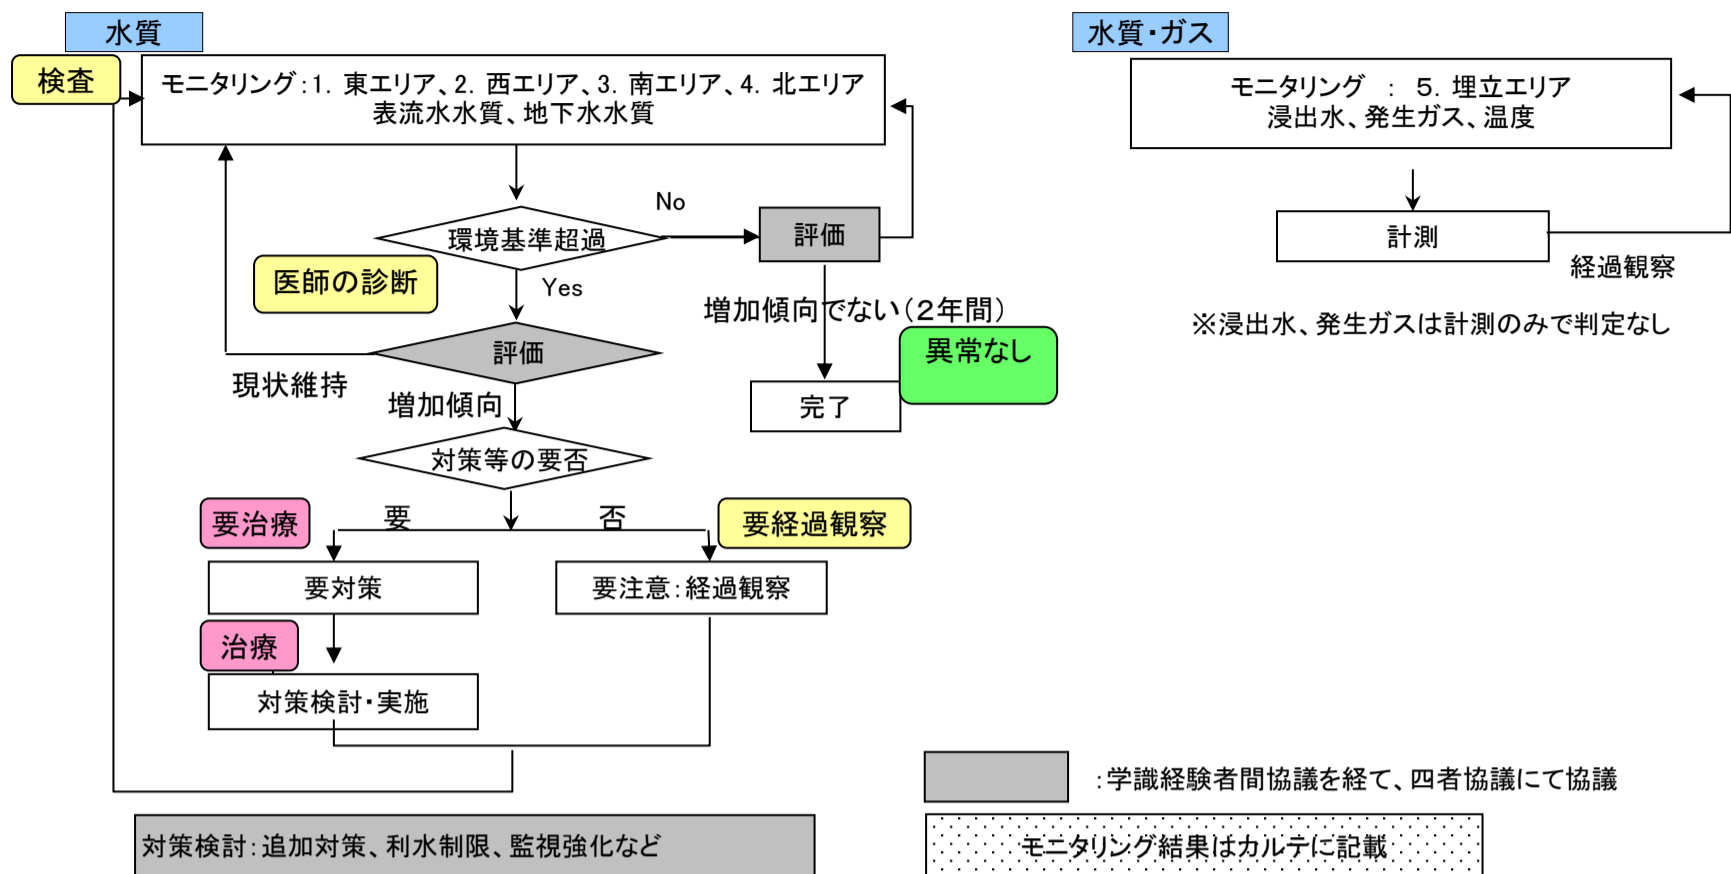 水質
検査
モニタリング：1．東エリア、2．西エリア、3．南エリア、4．北エリア
表流水水質、地下水水質
環境基準超過
No
評価
医師の診断
Yes
増加傾向でない（2年間）
評価
異常なし
現状維持
増加傾向
完了
対策等の要否
要治療
要
否
要経過観察
要対策
要注意：経過観察
治療
対策検討・実施
対策検討：追加対策、利水制限、監視強化など
水質・ガス
モニタリング ： 5．埋立エリア
浸出水、発生ガス、温度
計測
経過観察
※浸出水、発生ガスは計測のみで判定なし
：学識経験者間協議を経て、四者協議にて協議
モニタリング結果はカルテに記載